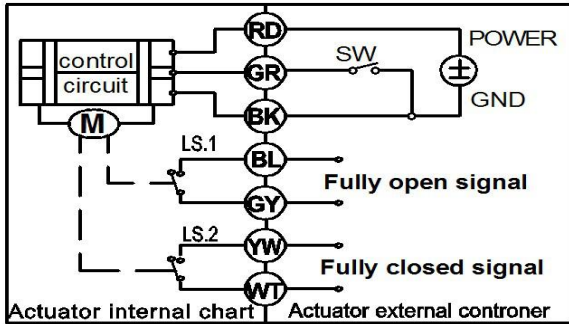 RD
POWER
control
circuit
GR
SW
GND
BK
M
LS.1
BL
Fully open signal
GY
LS.2
YW
Fully closed signal
WT
Actuator internal chart
Actuator external controner